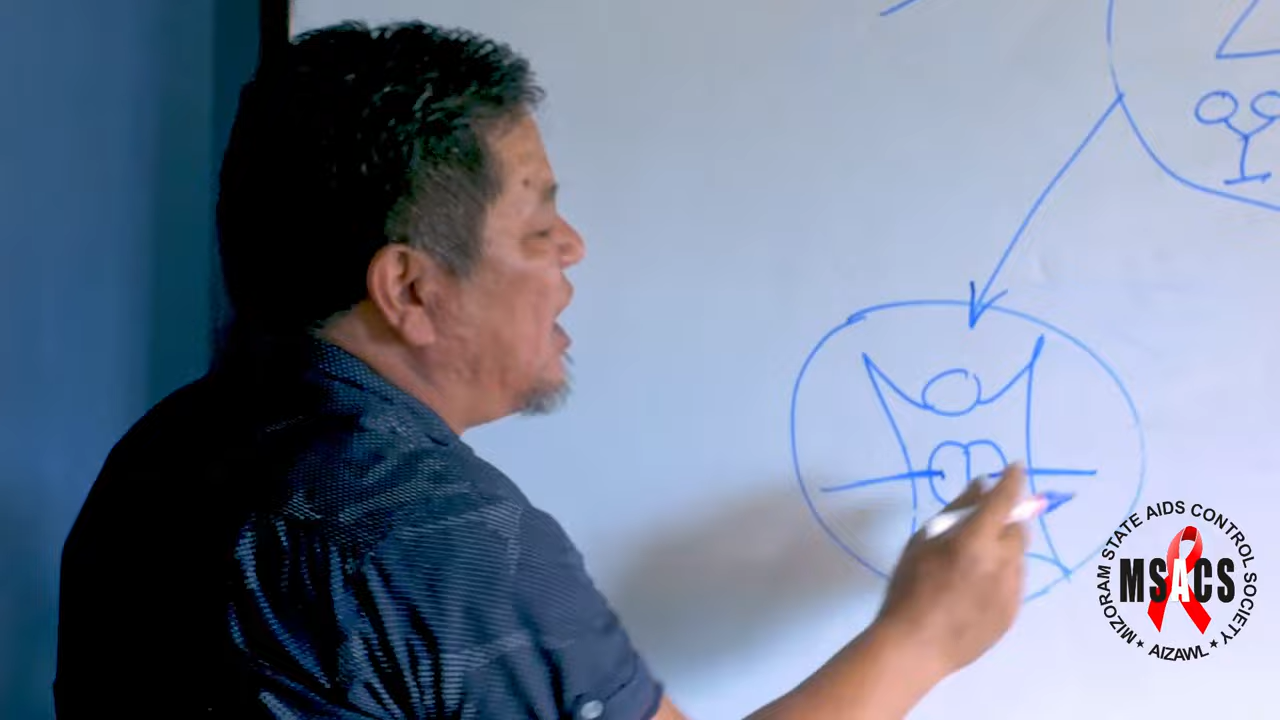 MIZORAM STATE AIDS CONTROL SOCIETY
MSACS
★ AIZAWL ★